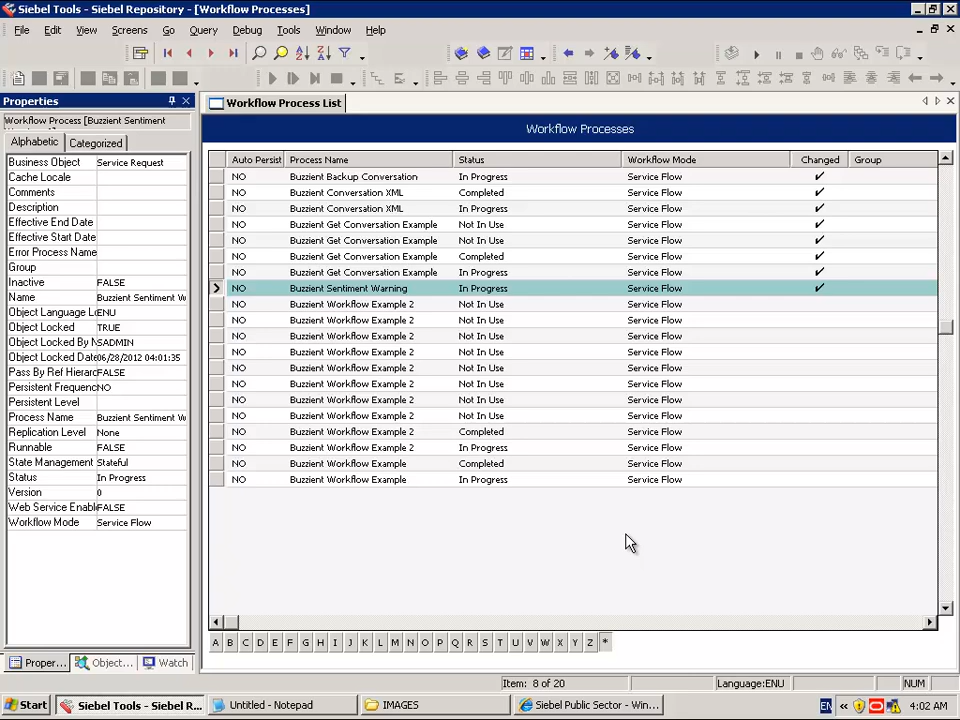 Siebel Tools - Siebel Repository - [Workflow Processes]
File Edit View Screens Go Query Debug Tools Window Help
Properties
Workflow Process [Buzzient Sentiment
Alphabetic Categorized
Business Object Service Request
Cache Locale
Comments
Description
Effective End Date
Effective Start Date
Error Process Name
Group
Inactive FALSE
Name Buzzient Sentiment W
Object Language Lo ENU
Object Locked TRUE
Object Locked By N SADMIN
Object Locked Date 06/28/2012 04:01:35
Pass By Ref Hierarc FALSE
Persistent Frequenc NO
Persistent Level
Process Name Buzzient Sentiment W
Replication Level None
Runnable FALSE
State Management Stateful
Status In Progress
Version 0
Web Service Enabl FALSE
Workflow Mode Service Flow
Proper... Object... Watch
Workflow Process List
Workflow Processes
Auto Persist Process Name Status Workflow Mode Changed Group
NO Buzzient Backup Conversation In Progress Service Flow ✓
NO Buzzient Conversation XML Completed Service Flow ✓
NO Buzzient Conversation XML In Progress Service Flow ✓
NO Buzzient Get Conversation Example Not In Use Service Flow ✓
NO Buzzient Get Conversation Example Not In Use Service Flow ✓
NO Buzzient Get Conversation Example Completed Service Flow ✓
NO Buzzient Get Conversation Example In Progress Service Flow ✓
NO Buzzient Sentiment Warning In Progress Service Flow ✓
NO Buzzient Workflow Example 2 Not In Use Service Flow
NO Buzzient Workflow Example 2 Not In Use Service Flow
NO Buzzient Workflow Example 2 Not In Use Service Flow
NO Buzzient Workflow Example 2 Not In Use Service Flow
NO Buzzient Workflow Example 2 Not In Use Service Flow
NO Buzzient Workflow Example 2 Not In Use Service Flow
NO Buzzient Workflow Example 2 Not In Use Service Flow
NO Buzzient Workflow Example 2 Not In Use Service Flow
NO Buzzient Workflow Example 2 Completed Service Flow
NO Buzzient Workflow Example 2 In Progress Service Flow
NO Buzzient Workflow Example Completed Service Flow
NO Buzzient Workflow Example In Progress Service Flow
A B C D E F G H I J K L M N O P Q R S T U V W X Y Z *
Item: 8 of 20 Language:ENU NUM
Start Siebel Tools - Siebel R... Untitled - Notepad IMAGES Siebel Public Sector - Win... EN « 4:02 AM